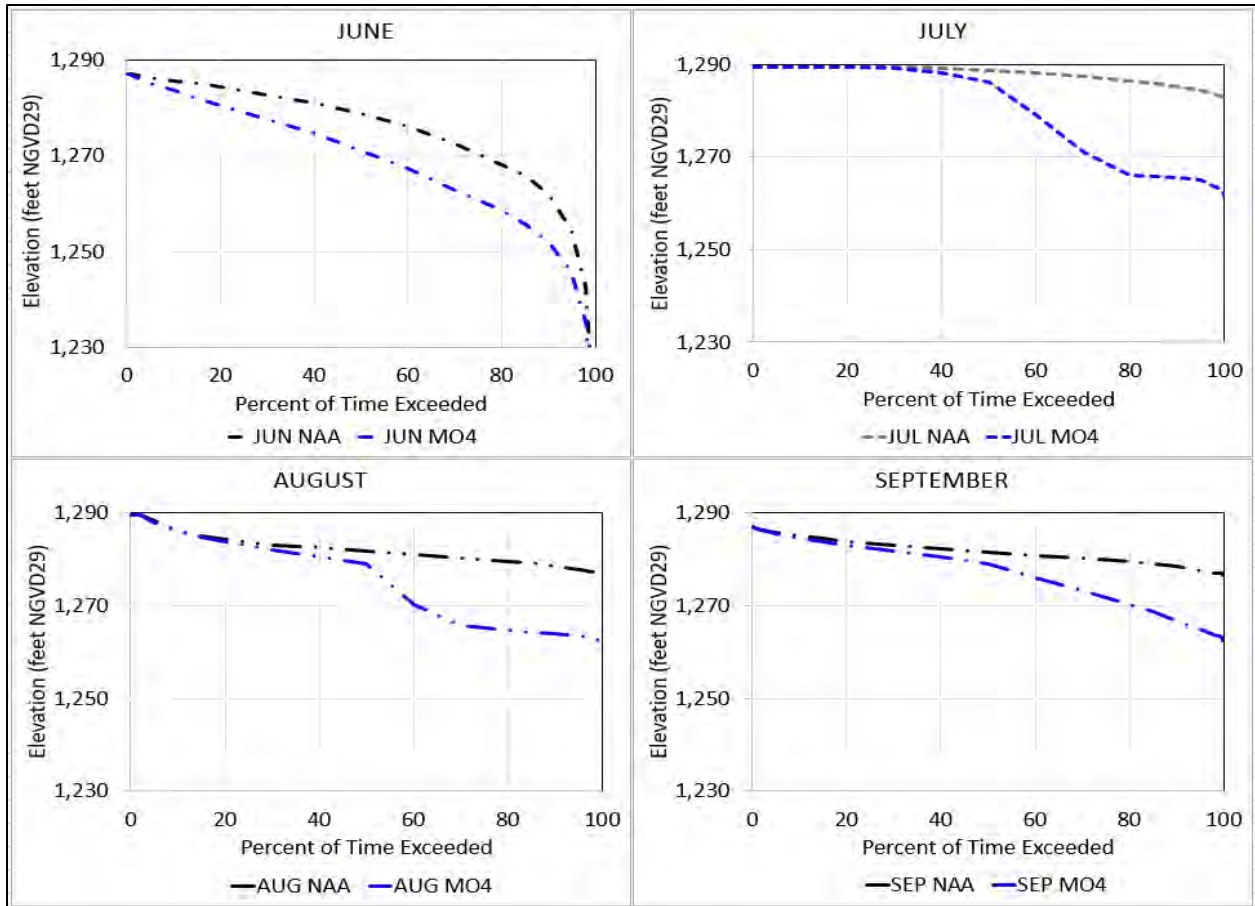 JUNE
1,290
1,270
1,250
1,230
Elevation (feet NGVD29)
0 20 40 60 80 100
Percent of Time Exceeded
JUN NAA JUN MO4
JULY
1,290
1,270
1,250
1,230
Elevation (feet NGVD29)
0 20 40 60 80 100
Percent of Time Exceeded
JUL NAA JUL MO4
AUGUST
1,290
1,270
1,250
1,230
Elevation (feet NGVD29)
0 20 40 60 80 100
Percent of Time Exceeded
AUG NAA AUG MO4
SEPTEMBER
1,290
1,270
1,250
1,230
Elevation (feet NGVD29)
0 20 40 60 80 100
Percent of Time Exceeded
SEP NAA SEP MO4